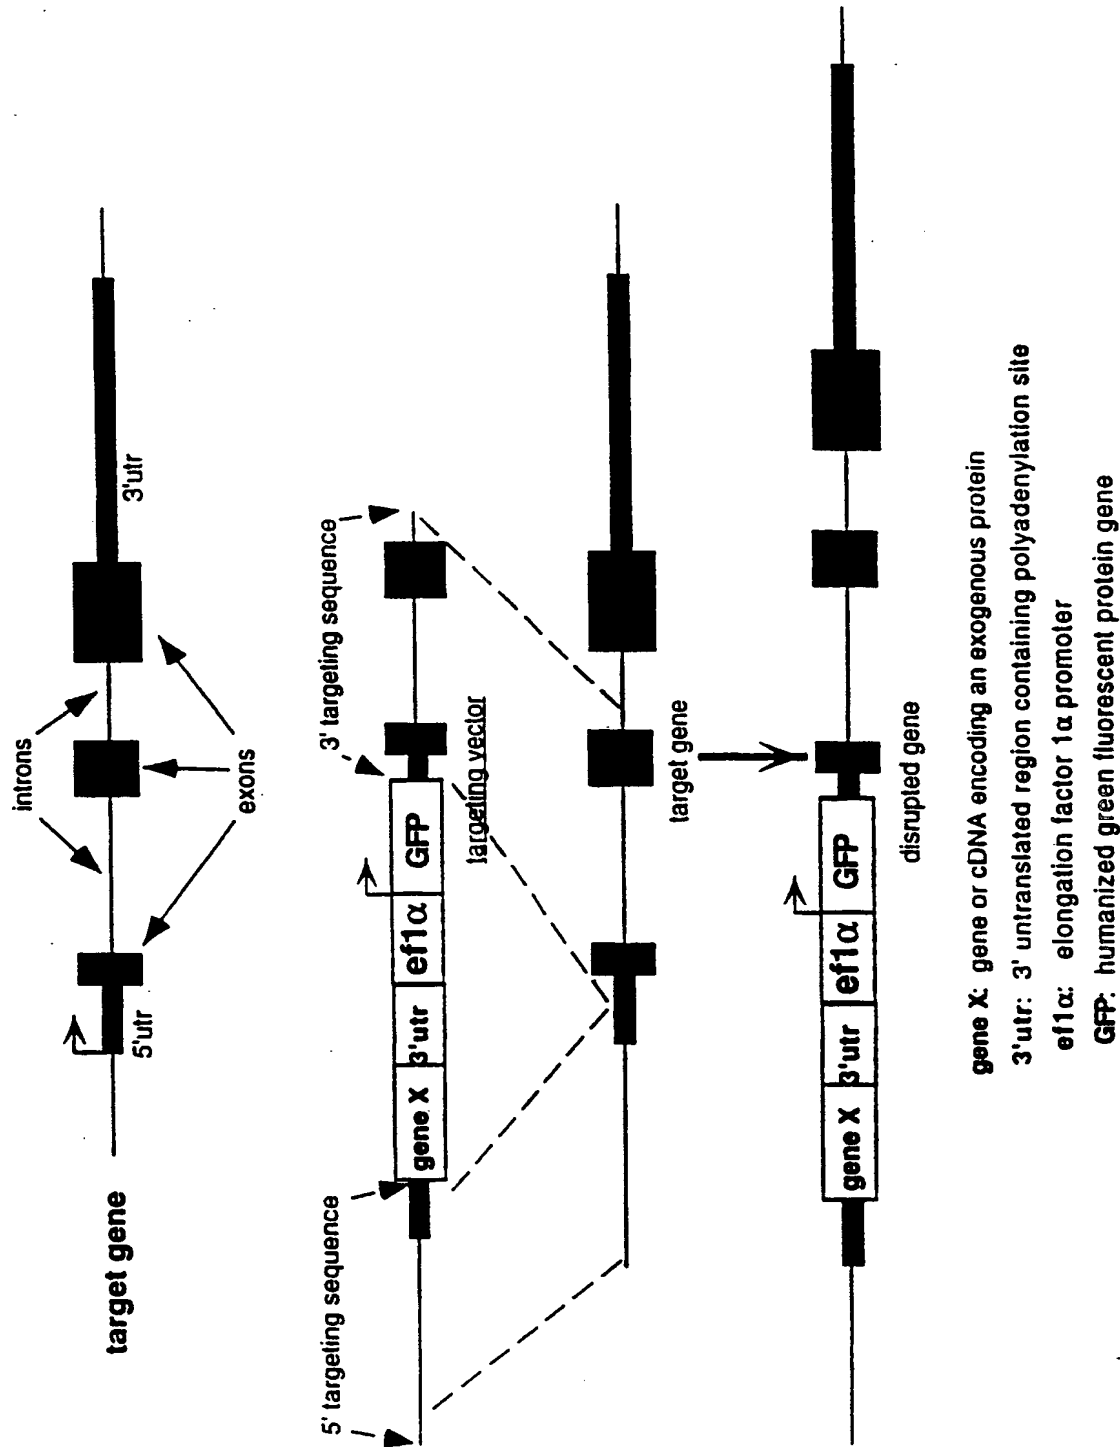 target gene
introns
5'utr
exons
3'utr
5' targeting sequence
3' targeting sequence
gene X 3'utr ef1α GFP
targeting vector
target gene
gene X 3'utr ef1α GFP
disrupted gene
gene X: gene or cDNA encoding an exogenous protein
3'utr: 3' untranslated region containing polyadenylation site
ef1α: elongation factor 1α promoter
GFP: humanized green fluorescent protein gene